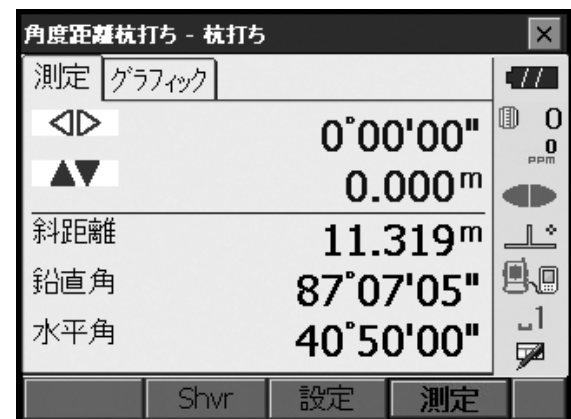 角度距離杭打ち - 杭打ち
測定 グラフィック
0°00'00"
0.000m
斜距離 11.319m
鉛直角 87°07'05"
水平角 40°50'00"
0
0
PPM
1
Shvr 設定 測定